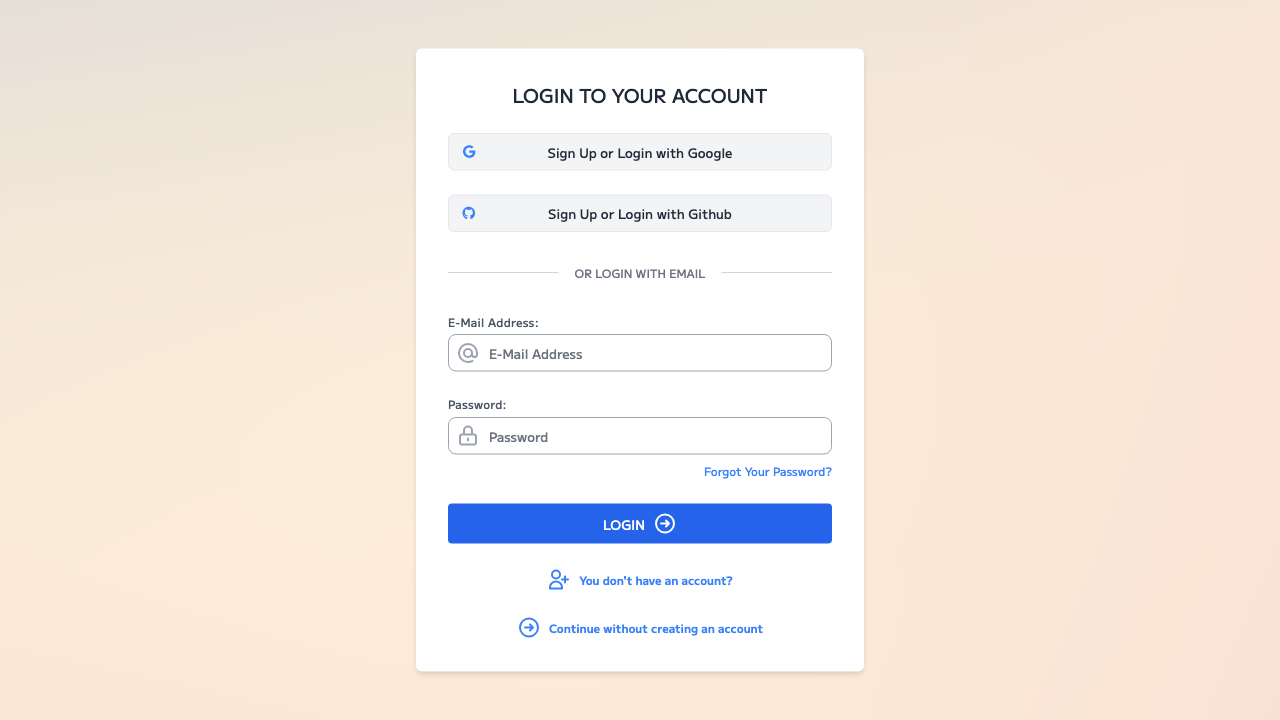 LOGIN TO YOUR ACCOUNT
Sign Up or Login with Google
Sign Up or Login with Github
OR LOGIN WITH EMAIL
E-Mail Address:
E-Mail Address
Password:
Password
Forgot Your Password?
LOGIN
You don't have an account?
Continue without creating an account